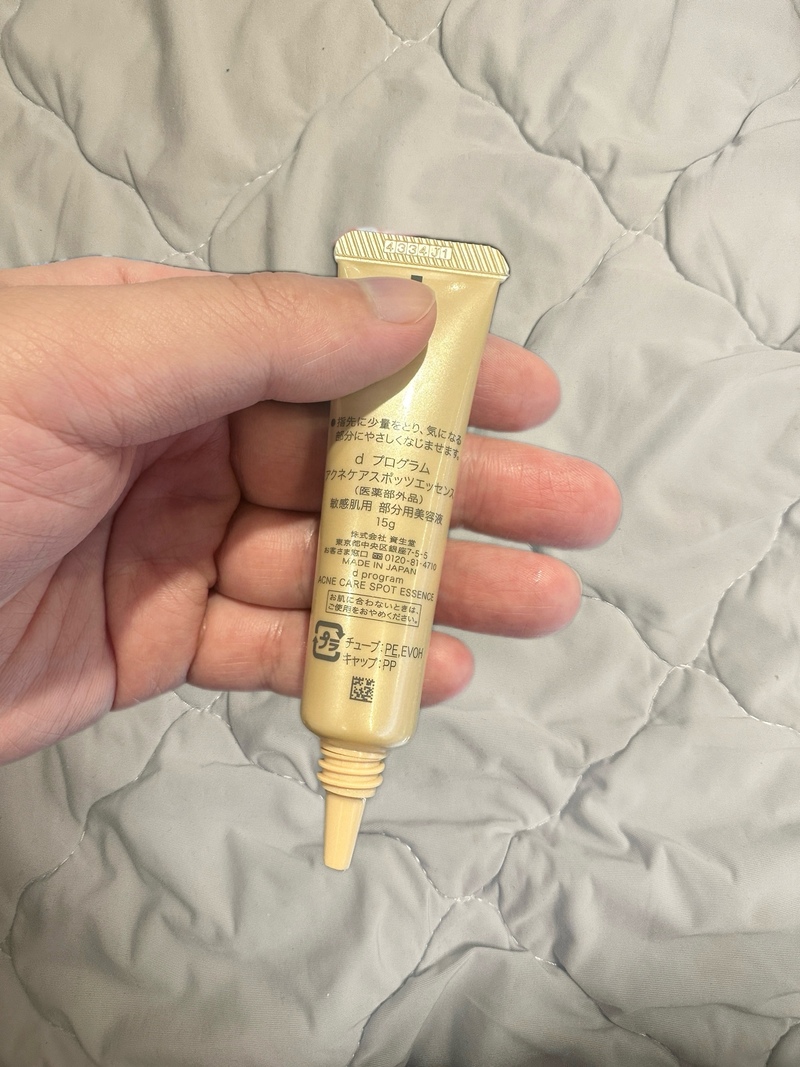 4334J1
●指先に少量をとり、気になる
部分にやさしくなじませます。
d プログラム
アクネケアスポッツエッセンス
(医薬部外品)
敏感肌用 部分用美容液
15g
株式会社 資生堂
東京都中央区銀座7-5-5
お客さま窓口 0120-81-4710
MADE IN JAPAN
d program
ACNE CARE SPOT ESSENCE
お肌に合わないときは、
ご使用をおやめください。
プラ
チューブ:PE,EVOH
キャップ:PP